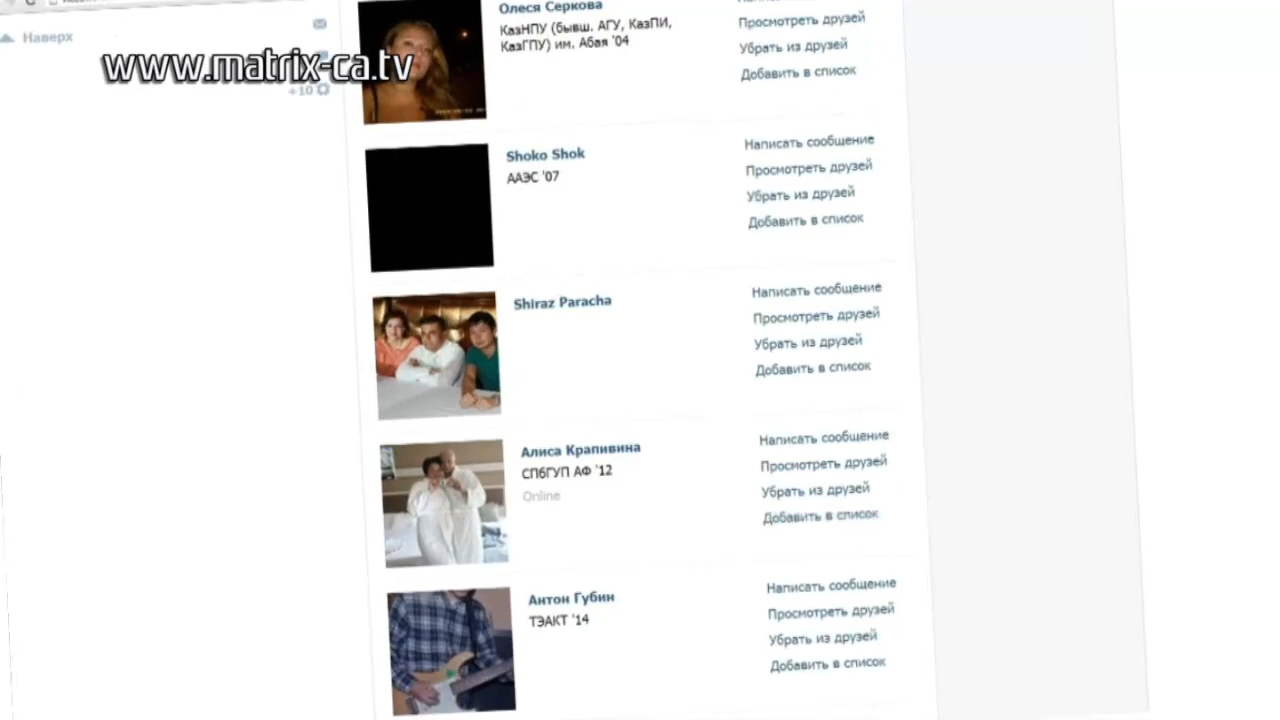 Наверх
www.matrix-ca.tv
+10
Олеся Серкова
КазНПУ (бывш. АГУ, КазПИ,
КазГПУ) им. Абая '04
Просмотреть друзей
Убрать из друзей
Добавить в список
Shoko Shok
ААЭС '07
Написать сообщение
Просмотреть друзей
Убрать из друзей
Добавить в список
Shiraz Paracha
Написать сообщение
Просмотреть друзей
Убрать из друзей
Добавить в список
Алиса Крапивина
СПбГУП АФ '12
Online
Написать сообщение
Просмотреть друзей
Убрать из друзей
Добавить в список
Антон Губин
ТЭАКТ '14
Написать сообщение
Просмотреть друзей
Убрать из друзей
Добавить в список